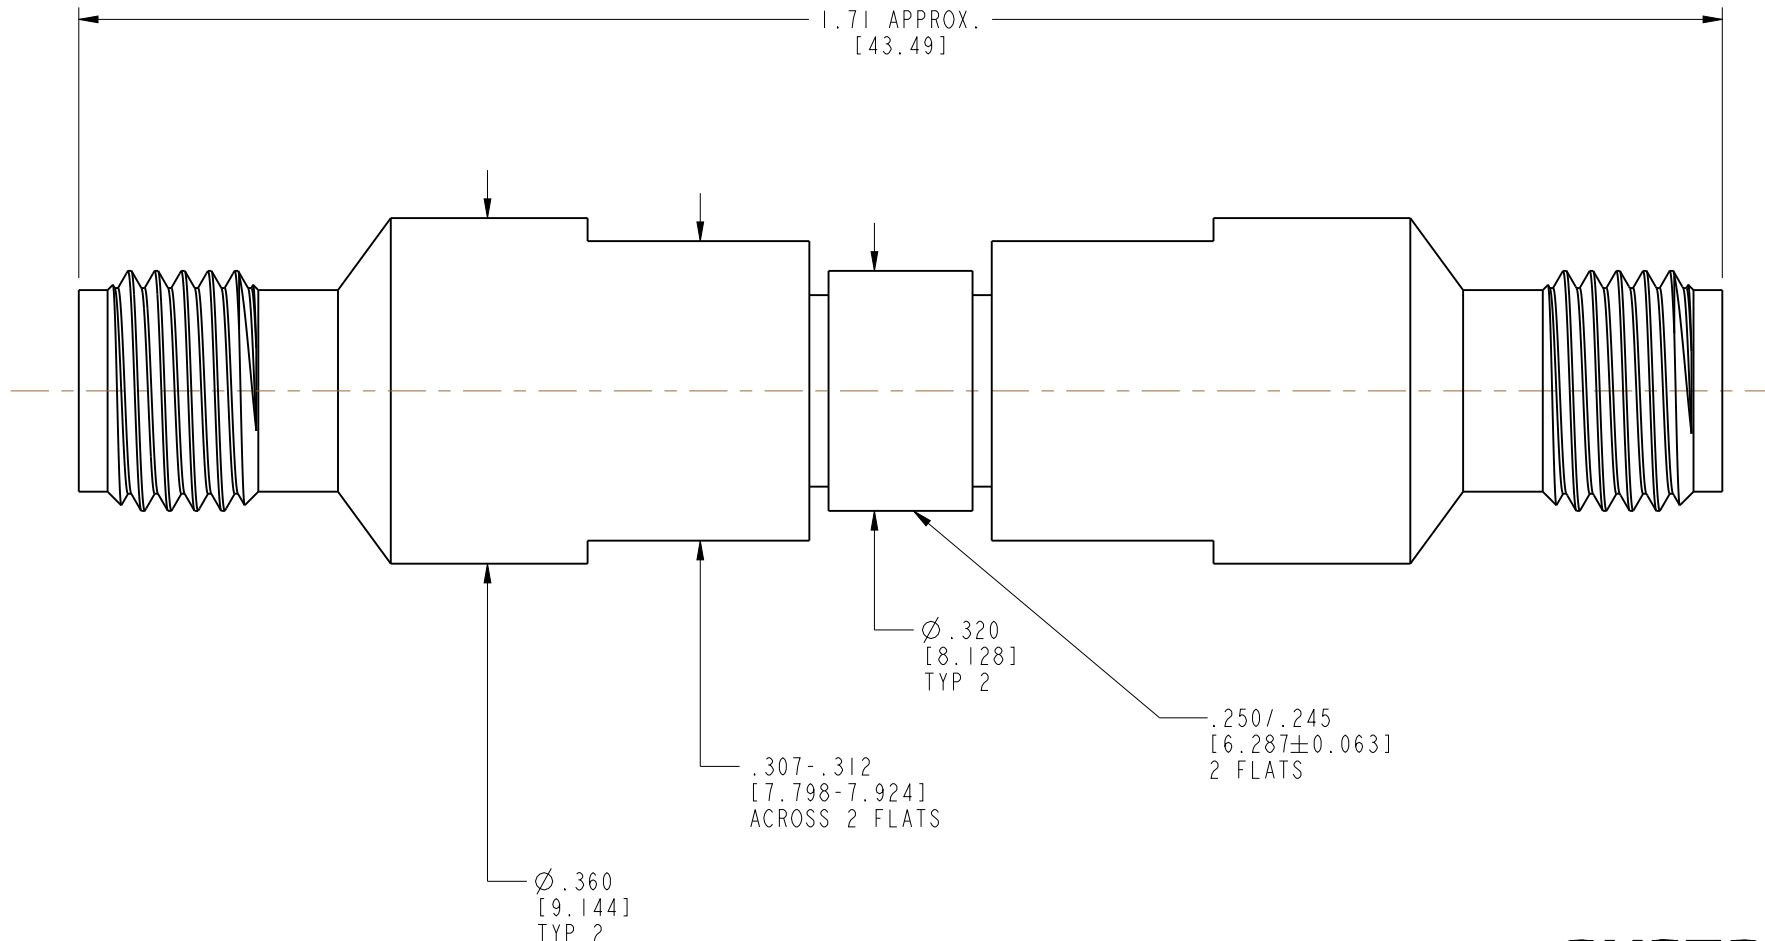 1.71 APPROX.
[43.49]
Ø.320
[8.128]
TYP 2
.250/.245
[6.287±0.063]
2 FLATS
.307-.312
[7.798-7.924]
ACROSS 2 FLATS
Ø.360
[9.144]
TYP 2